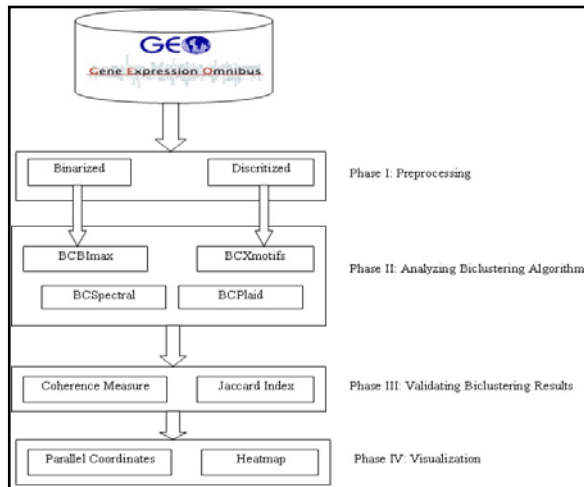 GEO
Gene Expression Omnibus
Binarized
Discritized
Phase I: Preprocessing
BCBImax
BCXmotifs
BCSpectral
BCPlaid
Phase II: Analyzing Biclustering Algorithm
Coherence Measure
Jaccard Index
Phase III: Validating Biclustering Results
Parallel Coordinates
Heatmap
Phase IV: Visualization